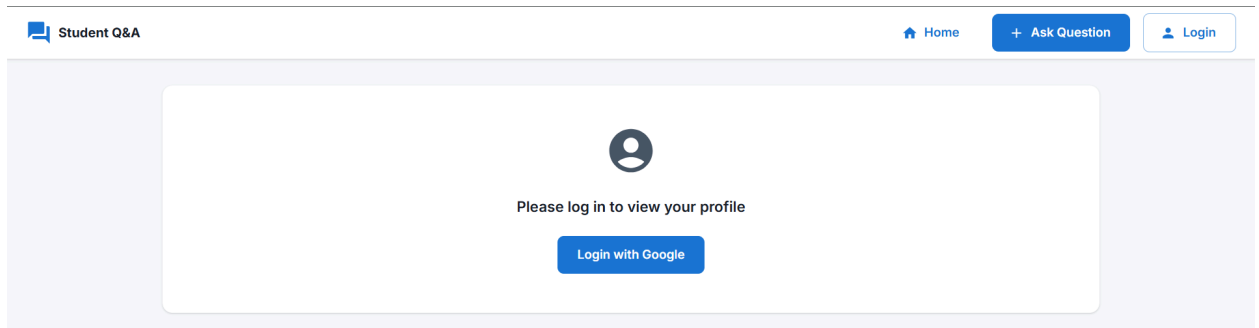 Student Q&A
Home
+ Ask Question
Login
Please log in to view your profile
Login with Google